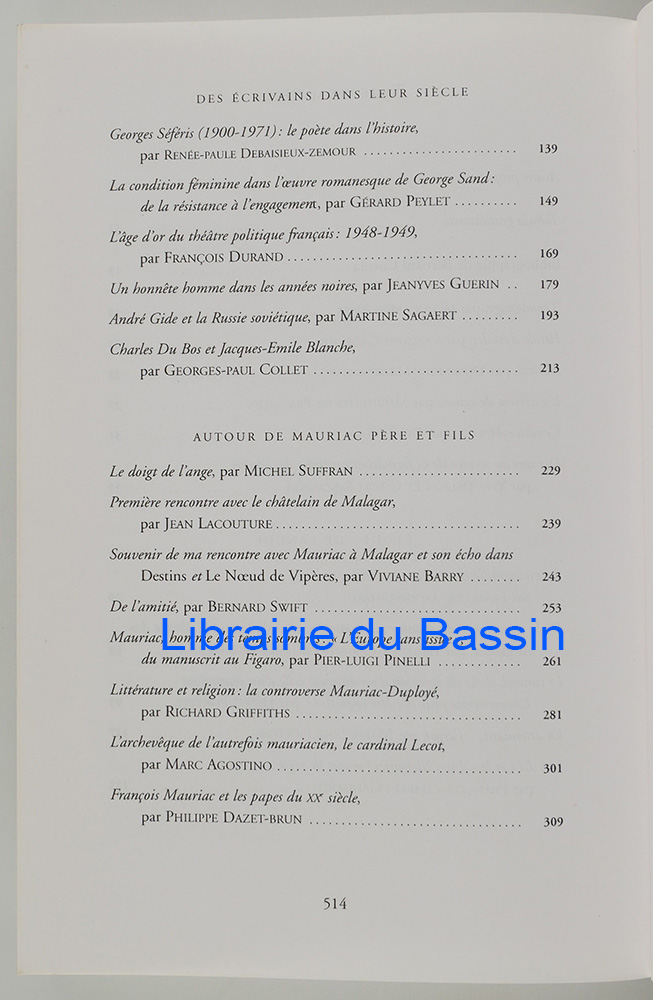 DES ÉCRIVAINS DANS LEUR SIÈCLE
Georges Séféris (1900-1971) : le poète dans l'histoire,
par RENÉE-PAULE DEBAISIEUX-ZEMOUR ........................ 139
La condition féminine dans l'œuvre romanesque de George Sand :
de la résistance à l'engagement, par GÉRARD PEYLET .......... 149
L'âge d'or du théâtre politique français : 1948-1949,
par FRANÇOIS DURAND .................................... 169
Un honnête homme dans les années noires, par JEANYVES GUERIN .. 179
André Gide et la Russie soviétique, par MARTINE SAGAERT ......... 193
Charles Du Bos et Jacques-Emile Blanche,
par GEORGES-PAUL COLLET ................................ 213
AUTOUR DE MAURIAC PÈRE ET FILS
Le doigt de l'ange, par MICHEL SUFFRAN ......................... 229
Première rencontre avec le châtelain de Malagar,
par JEAN LACOUTURE ...................................... 239
Souvenir de ma rencontre avec Mauriac à Malagar et son écho dans
Destins et Le Nœud de Vipères, par VIVIANE BARRY ........ 243
De l'amitié, par BERNARD SWIFT ................................ 253
Librairie du Bassin
Mauriac, homme des temps sombres : « L'Europe sans issue »,
du manuscrit au Figaro, par PIER-LUIGI PINELLI ............. 261
Littérature et religion : la controverse Mauriac-Duployé,
par RICHARD GRIFFITHS ................................... 281
L'archevêque de l'autrefois mauriacien, le cardinal Lecot,
par MARC AGOSTINO ...................................... 301
François Mauriac et les papes du XXe siècle,
par PHILIPPE DAZET-BRUN ................................. 309
514